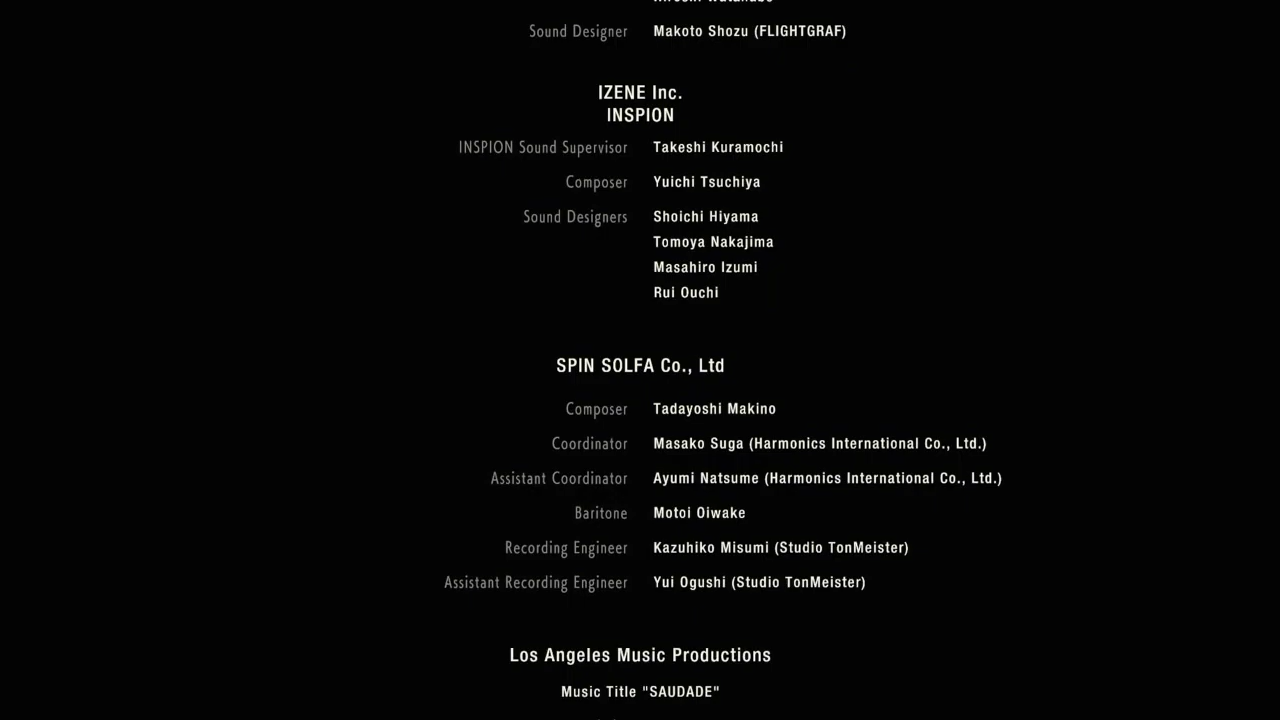 Sound Designer Makoto Shozu (FLIGHTGRAF)
IZENE Inc.
INSPION
INSPION Sound Supervisor Takeshi Kuramochi
Composer Yuichi Tsuchiya
Sound Designers Shoichi Hiyama
Tomoya Nakajima
Masahiro Izumi
Rui Ouchi
SPIN SOLFA Co., Ltd
Composer Tadayoshi Makino
Coordinator Masako Suga (Harmonics International Co., Ltd.)
Assistant Coordinator Ayumi Natsume (Harmonics International Co., Ltd.)
Baritone Motoi Oiwake
Recording Engineer Kazuhiko Misumi (Studio TonMeister)
Assistant Recording Engineer Yui Ogushi (Studio TonMeister)
Los Angeles Music Productions
Music Title "SAUDADE"